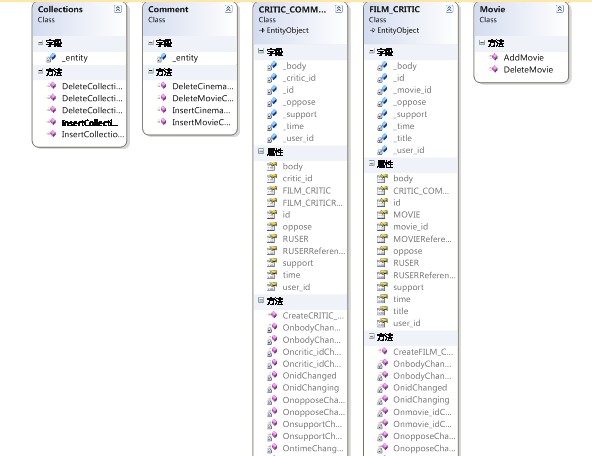 Collections
Class
字段
_entity
方法
DeleteCollecti...
DeleteCollecti...
DeleteCollecti...
InsertCollecti...
InsertCollectio...
Comment
Class
字段
_entity
方法
DeleteCinema...
DeleteMovieC...
InsertCinema...
InsertMovieC...
CRITIC_COMM...
Class
EntityObject
字段
_body
_critic_id
_id
_oppose
_support
_time
_user_id
属性
body
critic_id
FILM_CRITIC
FILM_CRITICR...
id
oppose
RUSER
RUSERReferen...
support
time
user_id
方法
CreateCRITIC_...
OnbodyChan...
OnbodyChan...
Oncritic_idCh...
Oncritic_idCh...
OnidChanged
OnidChanging
OnopposeCha...
OnopposeCha...
OnsupportCh...
OnsupportCh...
OntimeChang...
FILM_CRITIC
Class
EntityObject
字段
_body
_id
_movie_id
_oppose
_support
_time
_title
_user_id
属性
body
CRITIC_COM...
id
MOVIE
movie_id
MOVIERefere...
oppose
RUSER
RUSERReferen...
support
time
title
user_id
方法
CreateFILM_C...
OnbodyChan...
OnbodyChan...
OnidChanged
OnidChanging
Onmovie_idC...
Onmovie_idC...
OnopposeCha...
OnopposeCha...
Movie
Class
方法
AddMovie
DeleteMovie